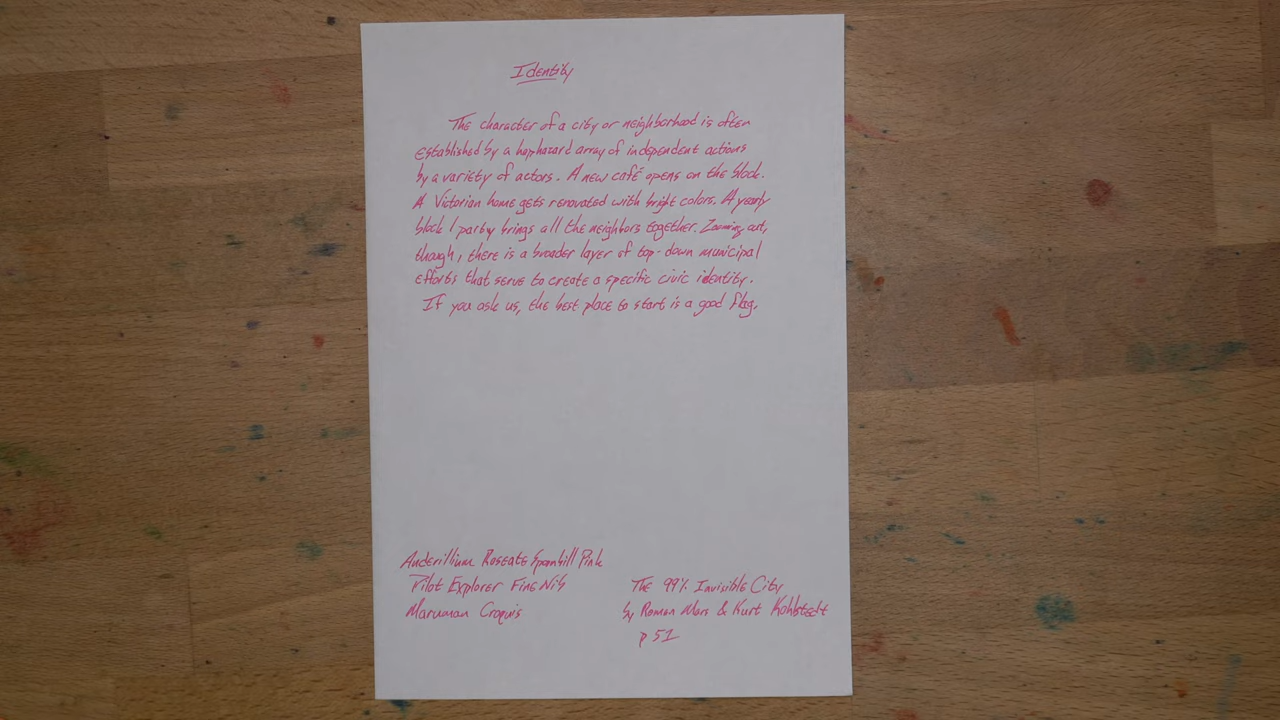 Identity
The character of a city or neighborhood is often
established by a haphazard array of independent actions
by a variety of actors. A new café opens on the block.
A Victorian home gets renovated with bright colors. A yearly
block / party brings all the neighbors together. Zooming out,
though, there is a broader layer of top-down municipal
efforts that serve to create a specific civic identity.
If you ask us, the best place to start is a good flag.
Anderillium Roseate Spoonbill Pink
Pilot Explorer Fine Nib
Maruman Croquis
The 99% Invisible City
by Roman Mars & Kurt Kohlstedt
p 51